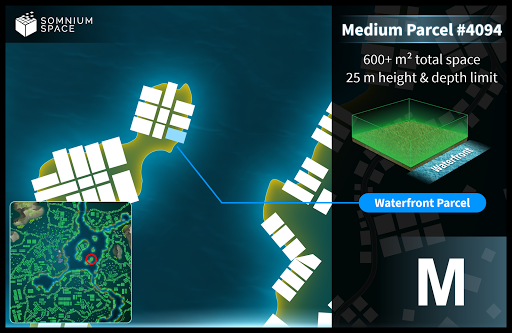 SOMNIUM
SPACE
Medium Parcel #4094
600+ m² total space
25 m height & depth limit
Waterfront
Waterfront Parcel
M